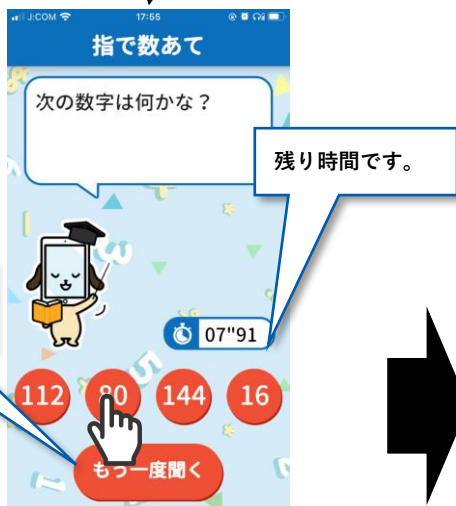 J:COM 17:55
指で数あて
次の数字は何かな？
残り時間です。
07"91
112 80 144 16
もう一度聞く